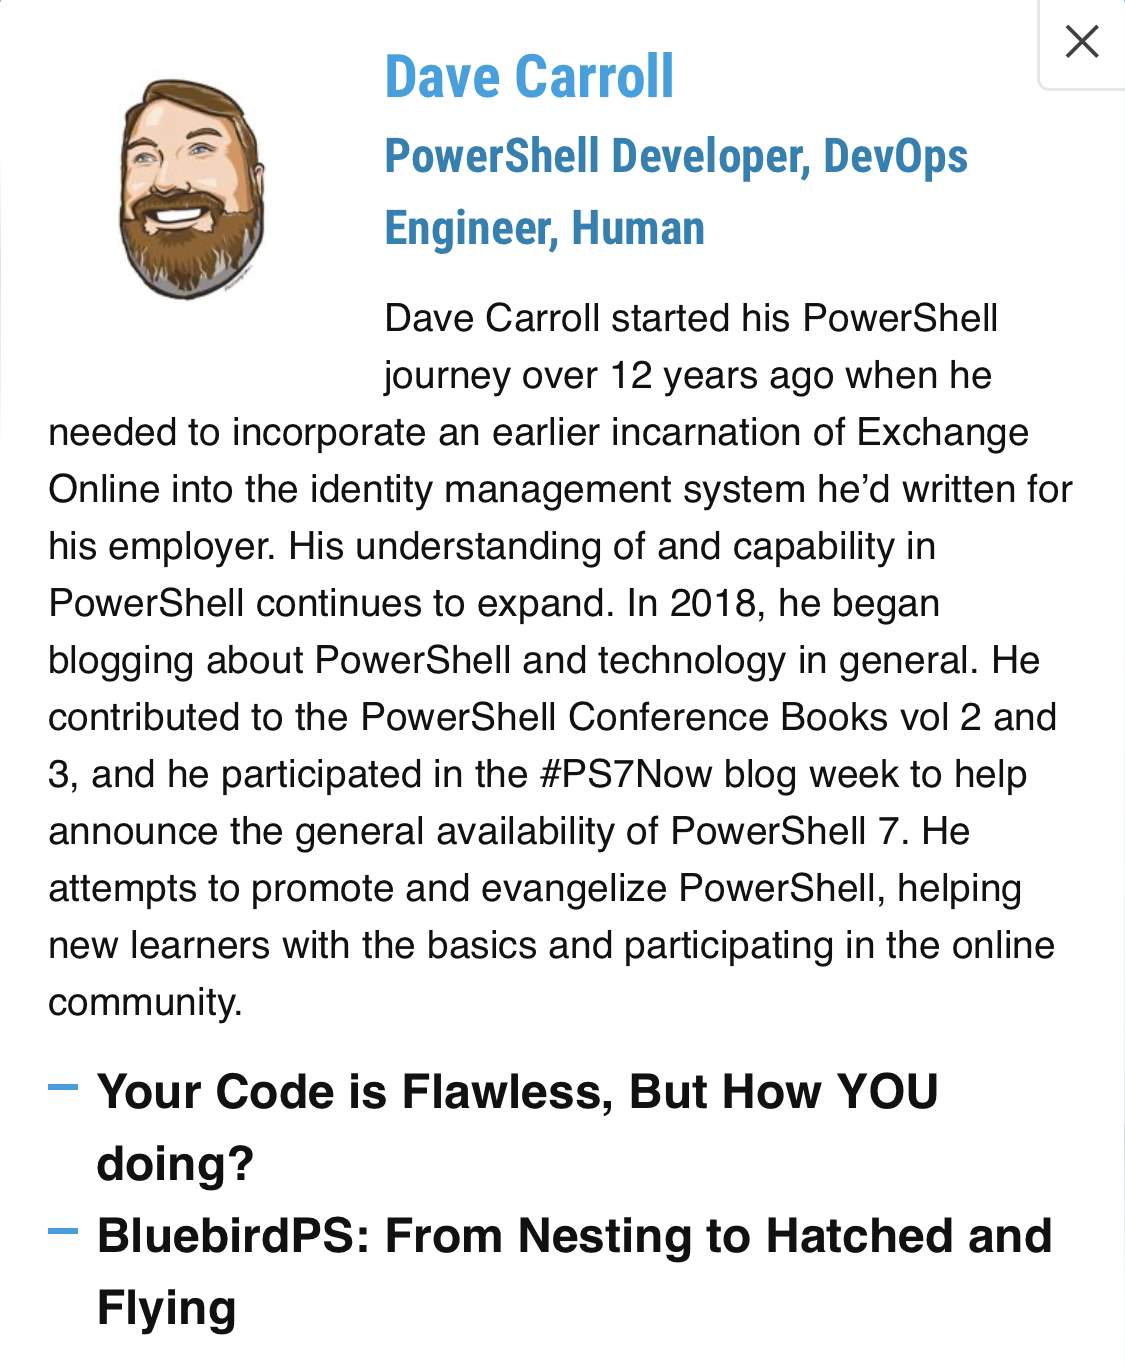 Dave Carroll
PowerShell Developer, DevOps
Engineer, Human
Dave Carroll started his PowerShell
journey over 12 years ago when he
needed to incorporate an earlier incarnation of Exchange
Online into the identity management system he’d written for
his employer. His understanding of and capability in
PowerShell continues to expand. In 2018, he began
blogging about PowerShell and technology in general. He
contributed to the PowerShell Conference Books vol 2 and
3, and he participated in the #PS7Now blog week to help
announce the general availability of PowerShell 7. He
attempts to promote and evangelize PowerShell, helping
new learners with the basics and participating in the online
community.
Your Code is Flawless, But How YOU
doing?
BluebirdPS: From Nesting to Hatched and
Flying